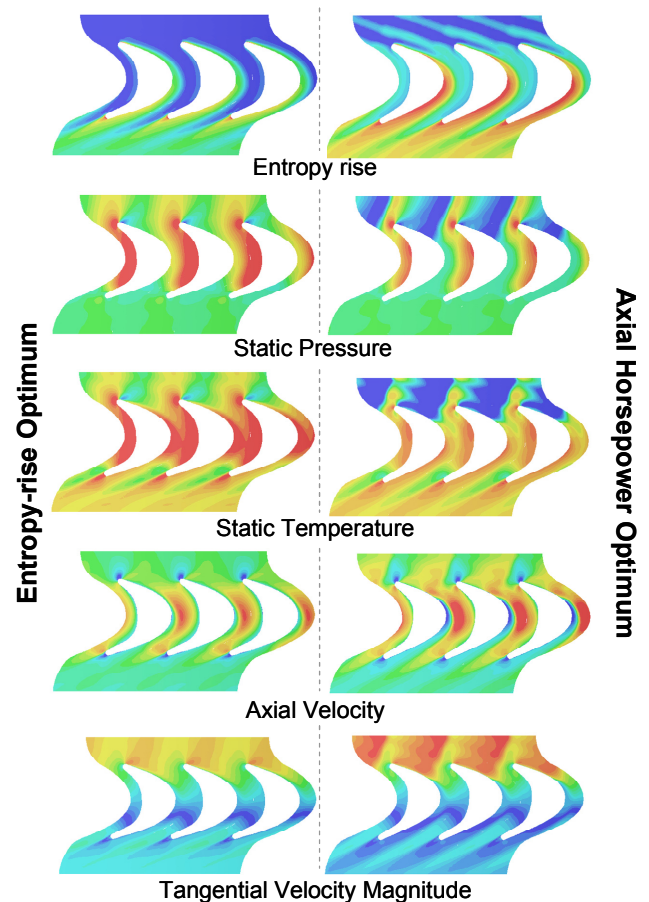 Entropy rise
Static Pressure
Entropy-rise Optimum
Axial Horsepower Optimum
Static Temperature
Axial Velocity
Tangential Velocity Magnitude